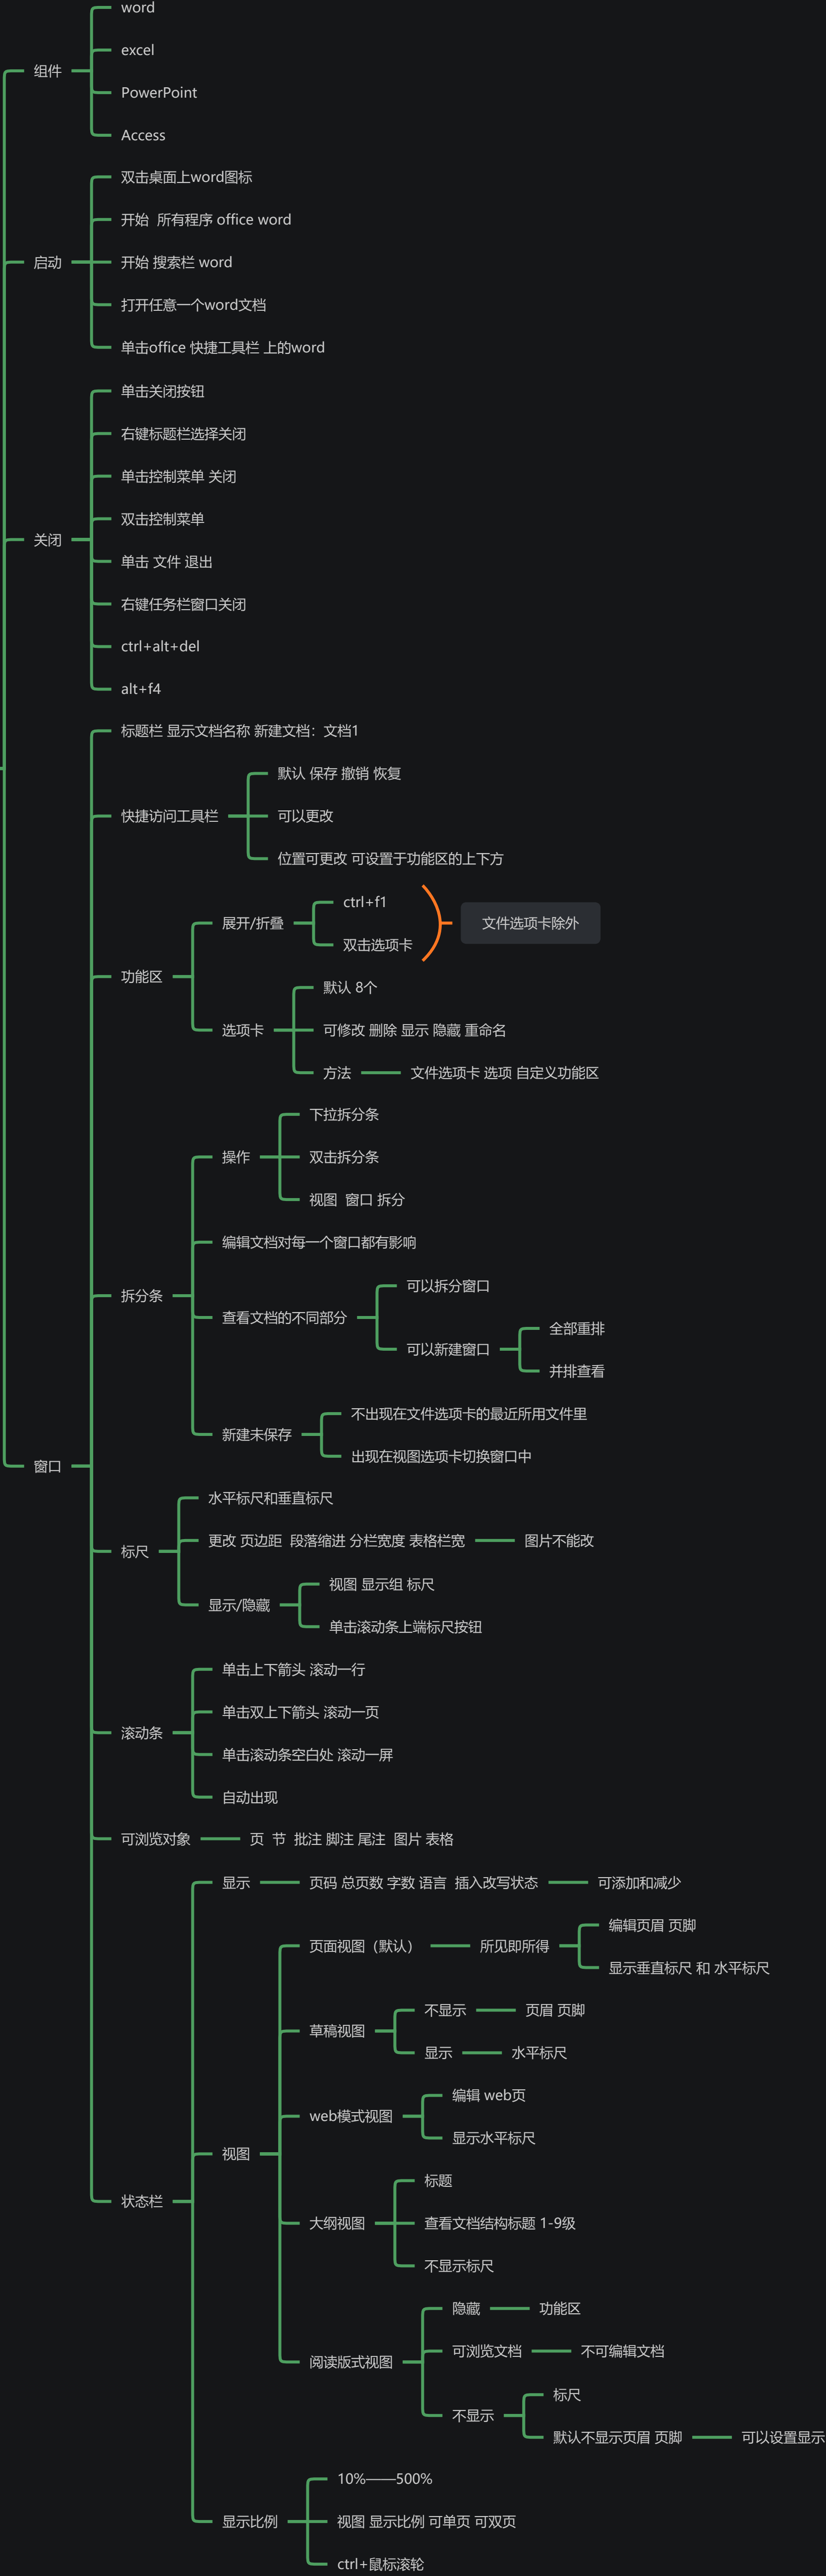 word
excel
组件
PowerPoint
Access
双击桌面上word图标
开始 所有程序 office word
启动
开始 搜索栏 word
打开任意一个word文档
单击office 快捷工具栏 上的word
单击关闭按钮
右键标题栏选择关闭
单击控制菜单 关闭
双击控制菜单
关闭
单击 文件 退出
右键任务栏窗口关闭
ctrl+alt+del
alt+f4
标题栏 显示文档名称 新建文档：文档1
默认 保存 撤销 恢复
快捷访问工具栏
可以更改
位置可更改 可设置于功能区的上下方
ctrl+f1
展开/折叠
文件选项卡除外
双击选项卡
功能区
默认 8个
选项卡
可修改 删除 显示 隐藏 重命名
方法
文件选项卡 选项 自定义功能区
下拉拆分条
操作
双击拆分条
视图 窗口 拆分
编辑文档对每一个窗口都有影响
拆分条
可以拆分窗口
查看文档的不同部分
全部重排
可以新建窗口
并排查看
不出现在文件选项卡的最近所用文件里
新建未保存
出现在视图选项卡切换窗口中
窗口
水平标尺和垂直标尺
标尺
更改 页边距 段落缩进 分栏宽度 表格栏宽
图片不能改
视图 显示组 标尺
显示/隐藏
单击滚动条上端标尺按钮
单击上下箭头 滚动一行
单击双上下箭头 滚动一页
滚动条
单击滚动条空白处 滚动一屏
自动出现
可浏览对象
页 节 批注 脚注 尾注 图片 表格
显示
页码 总页数 字数 语言 插入改写状态
可添加和减少
编辑页眉 页脚
页面视图（默认）
所见即所得
显示垂直标尺 和 水平标尺
不显示
页眉 页脚
草稿视图
显示
水平标尺
编辑 web页
web模式视图
显示水平标尺
视图
标题
状态栏
大纲视图
查看文档结构标题 1-9级
不显示标尺
隐藏
功能区
可浏览文档
不可编辑文档
阅读版式视图
标尺
不显示
默认不显示页眉 页脚
可以设置显示
10%——500%
显示比例
视图 显示比例 可单页 可双页
ctrl+鼠标滚轮